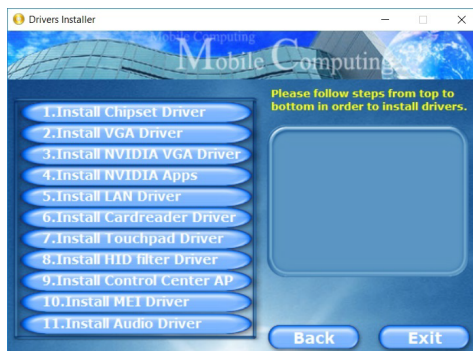 Drivers Installer
Mobile Computing
Mobile Computing
Please follow steps from top to
bottom in order to install drivers.
1.Install Chipset Driver
2.Install VGA Driver
3.Install NVIDIA VGA Driver
4.Install NVIDIA Apps
5.Install LAN Driver
6.Install Cardreader Driver
7.Install Touchpad Driver
8.Install HID filter Driver
9.Install Control Center AP
10.Install MEI Driver
11.Install Audio Driver
Back
Exit